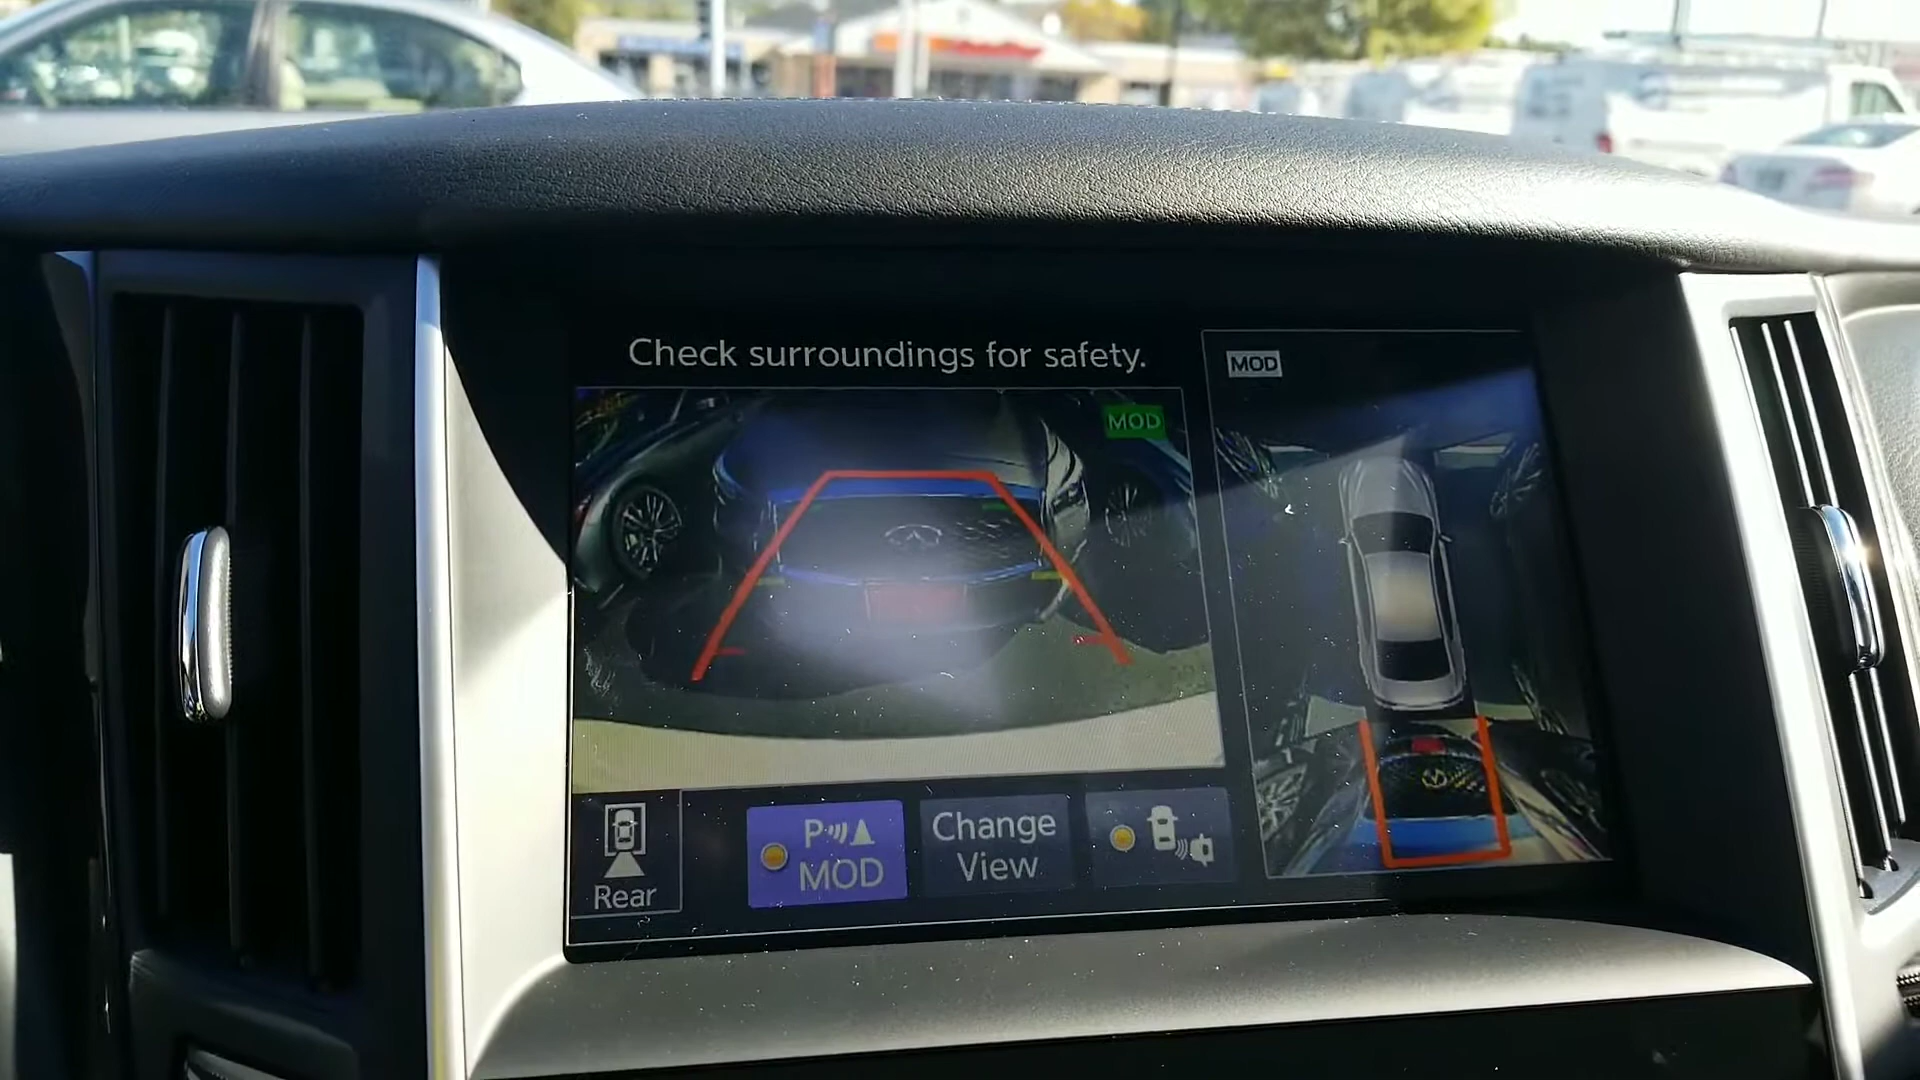 Check surroundings for safety.
MOD
MOD
Rear
P
MOD
Change
View